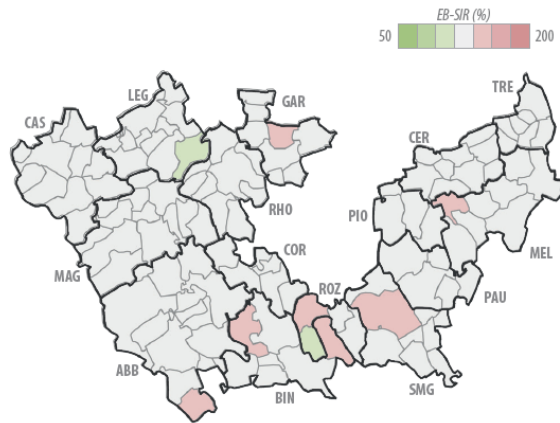 EB-SIR (%)
50 200
TRE
LEG
GAR
CAS
CER
RHO
PIO
COR
MEL
MAG
ROZ
PAU
ABB
SMG
BIN